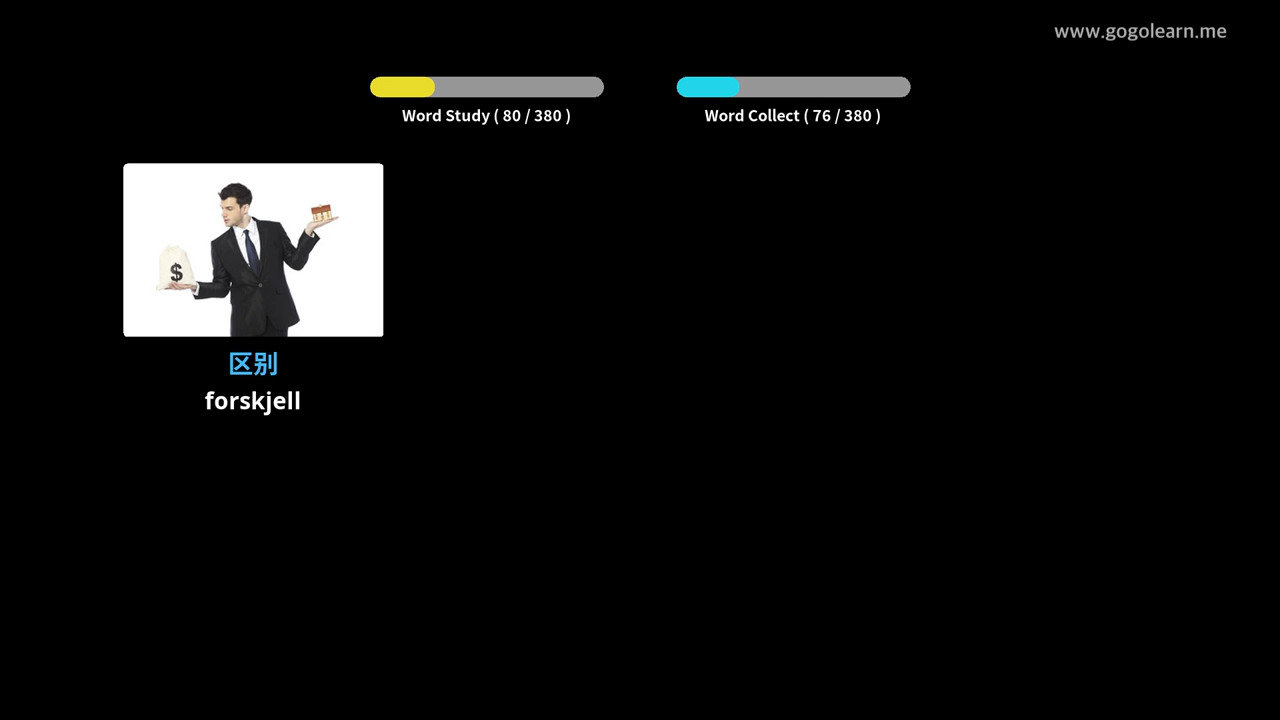 www.gogolearn.me
Word Study ( 80 / 380 )
Word Collect ( 76 / 380 )
$
区别
forskjell